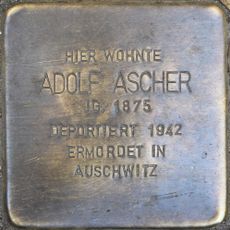 HIER WOHNTE
ADOLF ASCHER
JG. 1875
DEPORTIERT 1942
ERMORDET IN
AUSCHWITZ